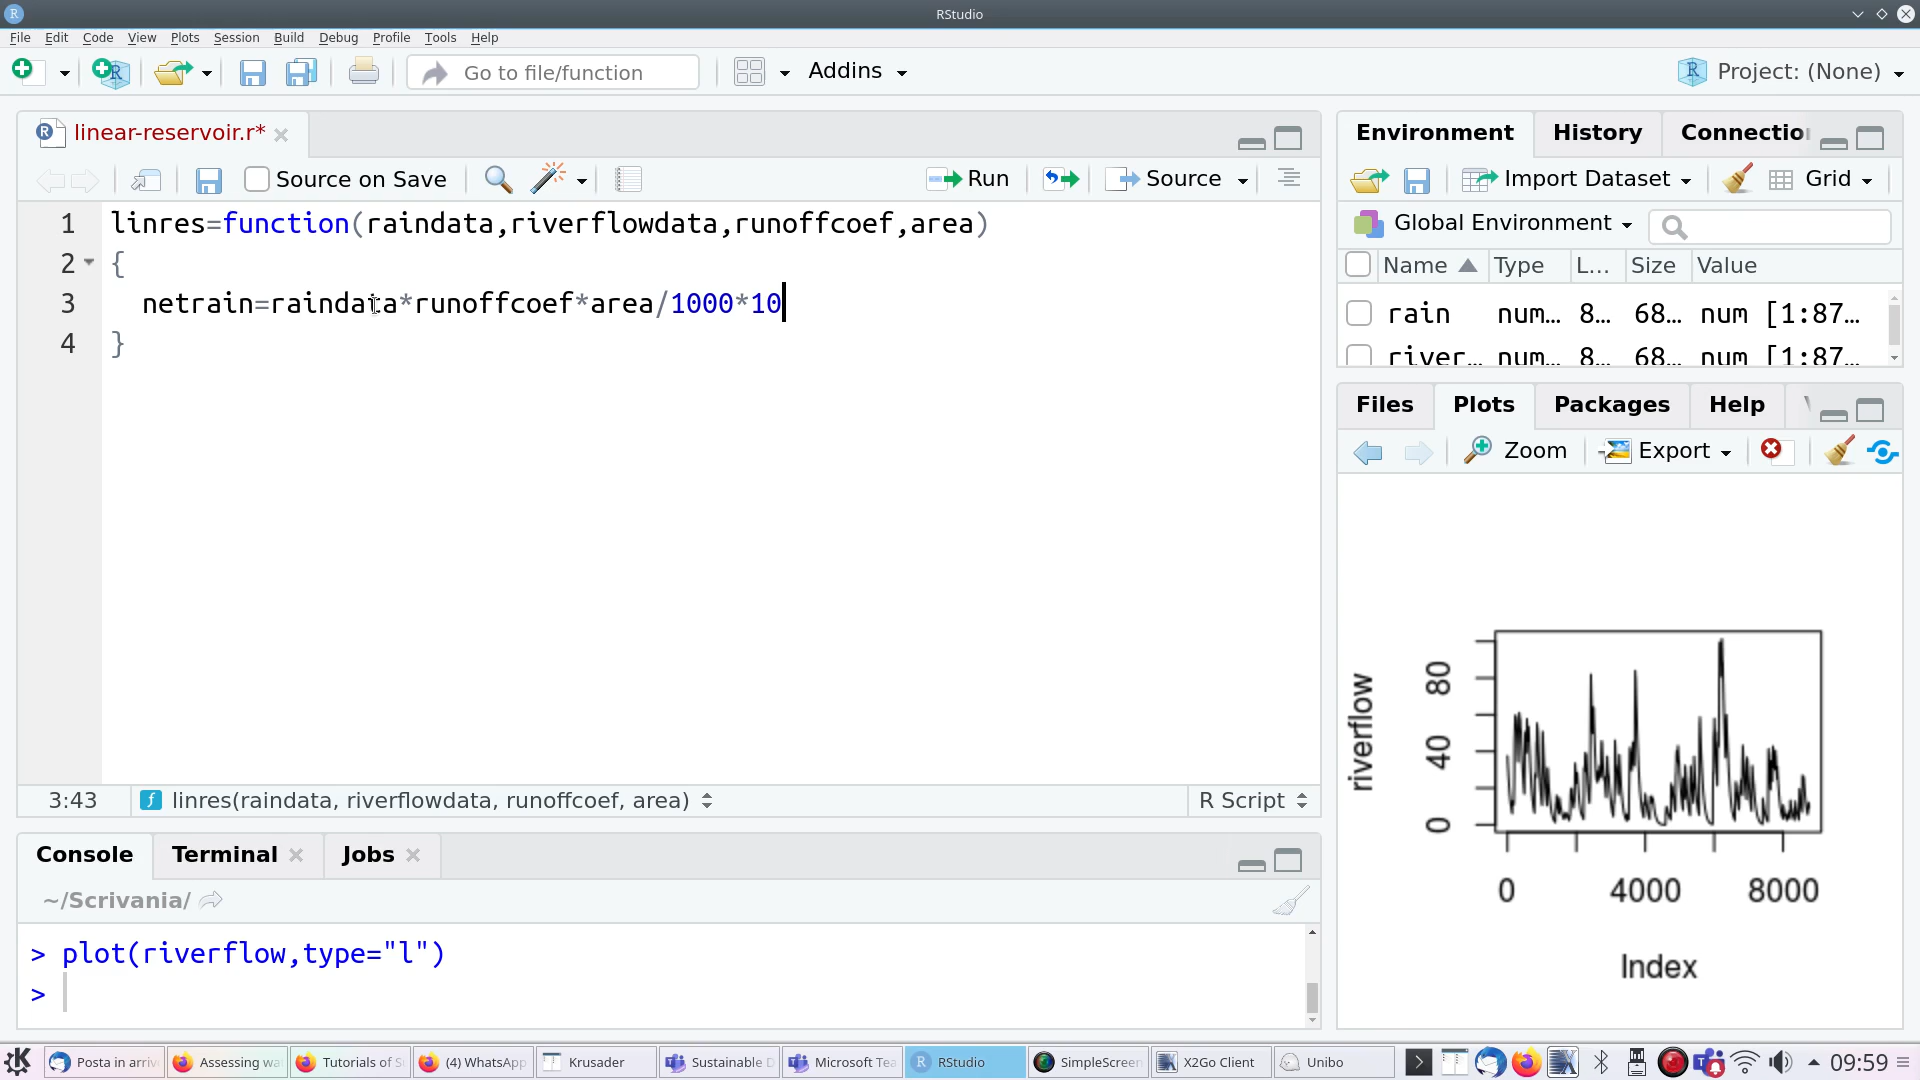 RStudio
File Edit Code View Plots Session Build Debug Profile Tools Help
Go to file/function Addins Project: (None)
linear-reservoir.r*
Source on Save Run Source
1 linres=function(raindata,riverflowdata,runoffcoef,area)
2 {
3 netrain=raindata*runoffcoef*area/1000*10
4 }
3:43 linres(raindata, riverflowdata, runoffcoef, area) R Script
Console Terminal Jobs
~/Scrivania/
> plot(riverflow,type="l")
>
Environment History Connectio
Import Dataset Grid
Global Environment
Name Type L... Size Value
rain num... 8... 68... num [1:87...
river... num... 8... 68... num [1:87...
Files Plots Packages Help
Zoom Export
riverflow
80
40
0
0 4000 8000
Index
Posta in arriv Assessing wa Tutorials of S (4) WhatsApp Krusader Sustainable D Microsoft Tea RStudio SimpleScreen X2Go Client Unibo 09:59